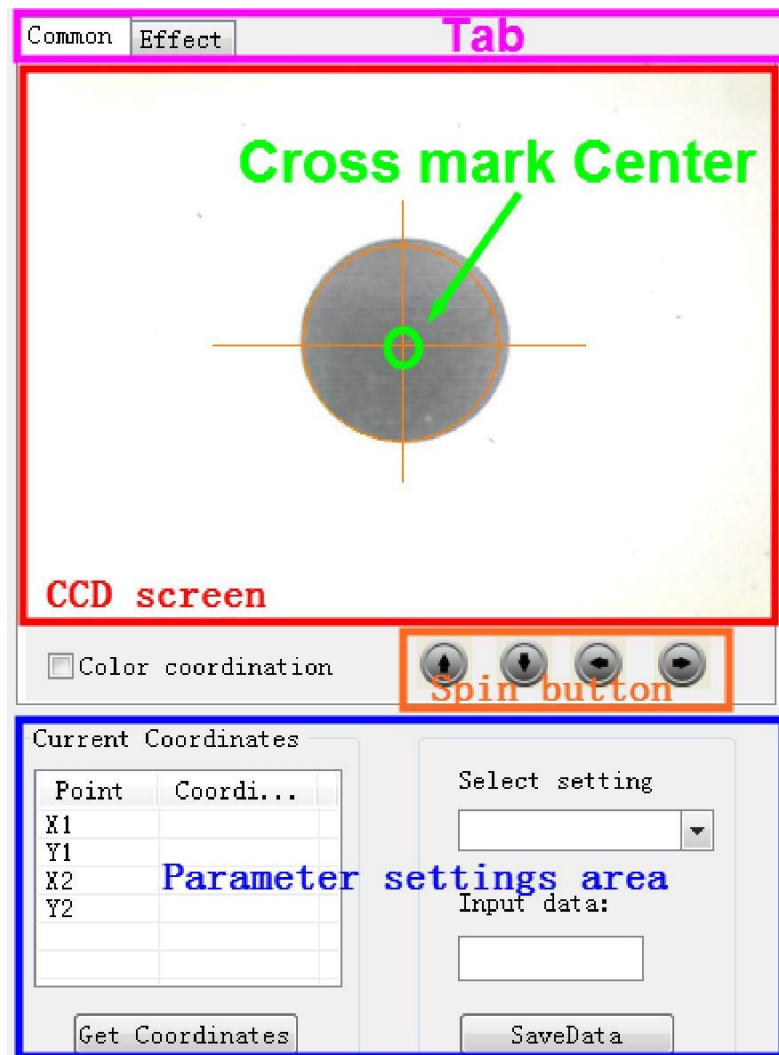 Common Effect Tab
Cross mark Center
CCD screen
Color coordination
Spin button
Current Coordinates
Point Coordi...
X1
Y1
X2
Y2
Parameter settings area
Get Coordinates
Select setting
Input data:
SaveData